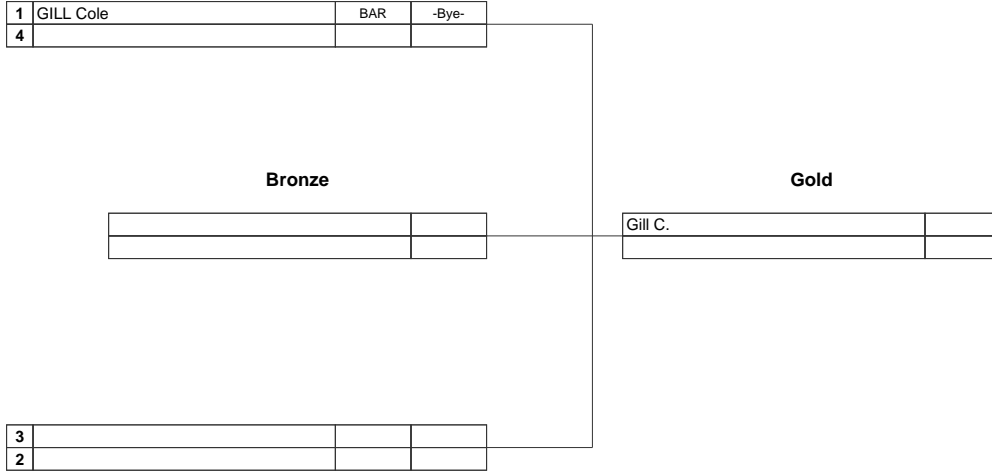 1 GILL Cole BAR -Bye-
4
Bronze
Gold
Gill C.
3
2